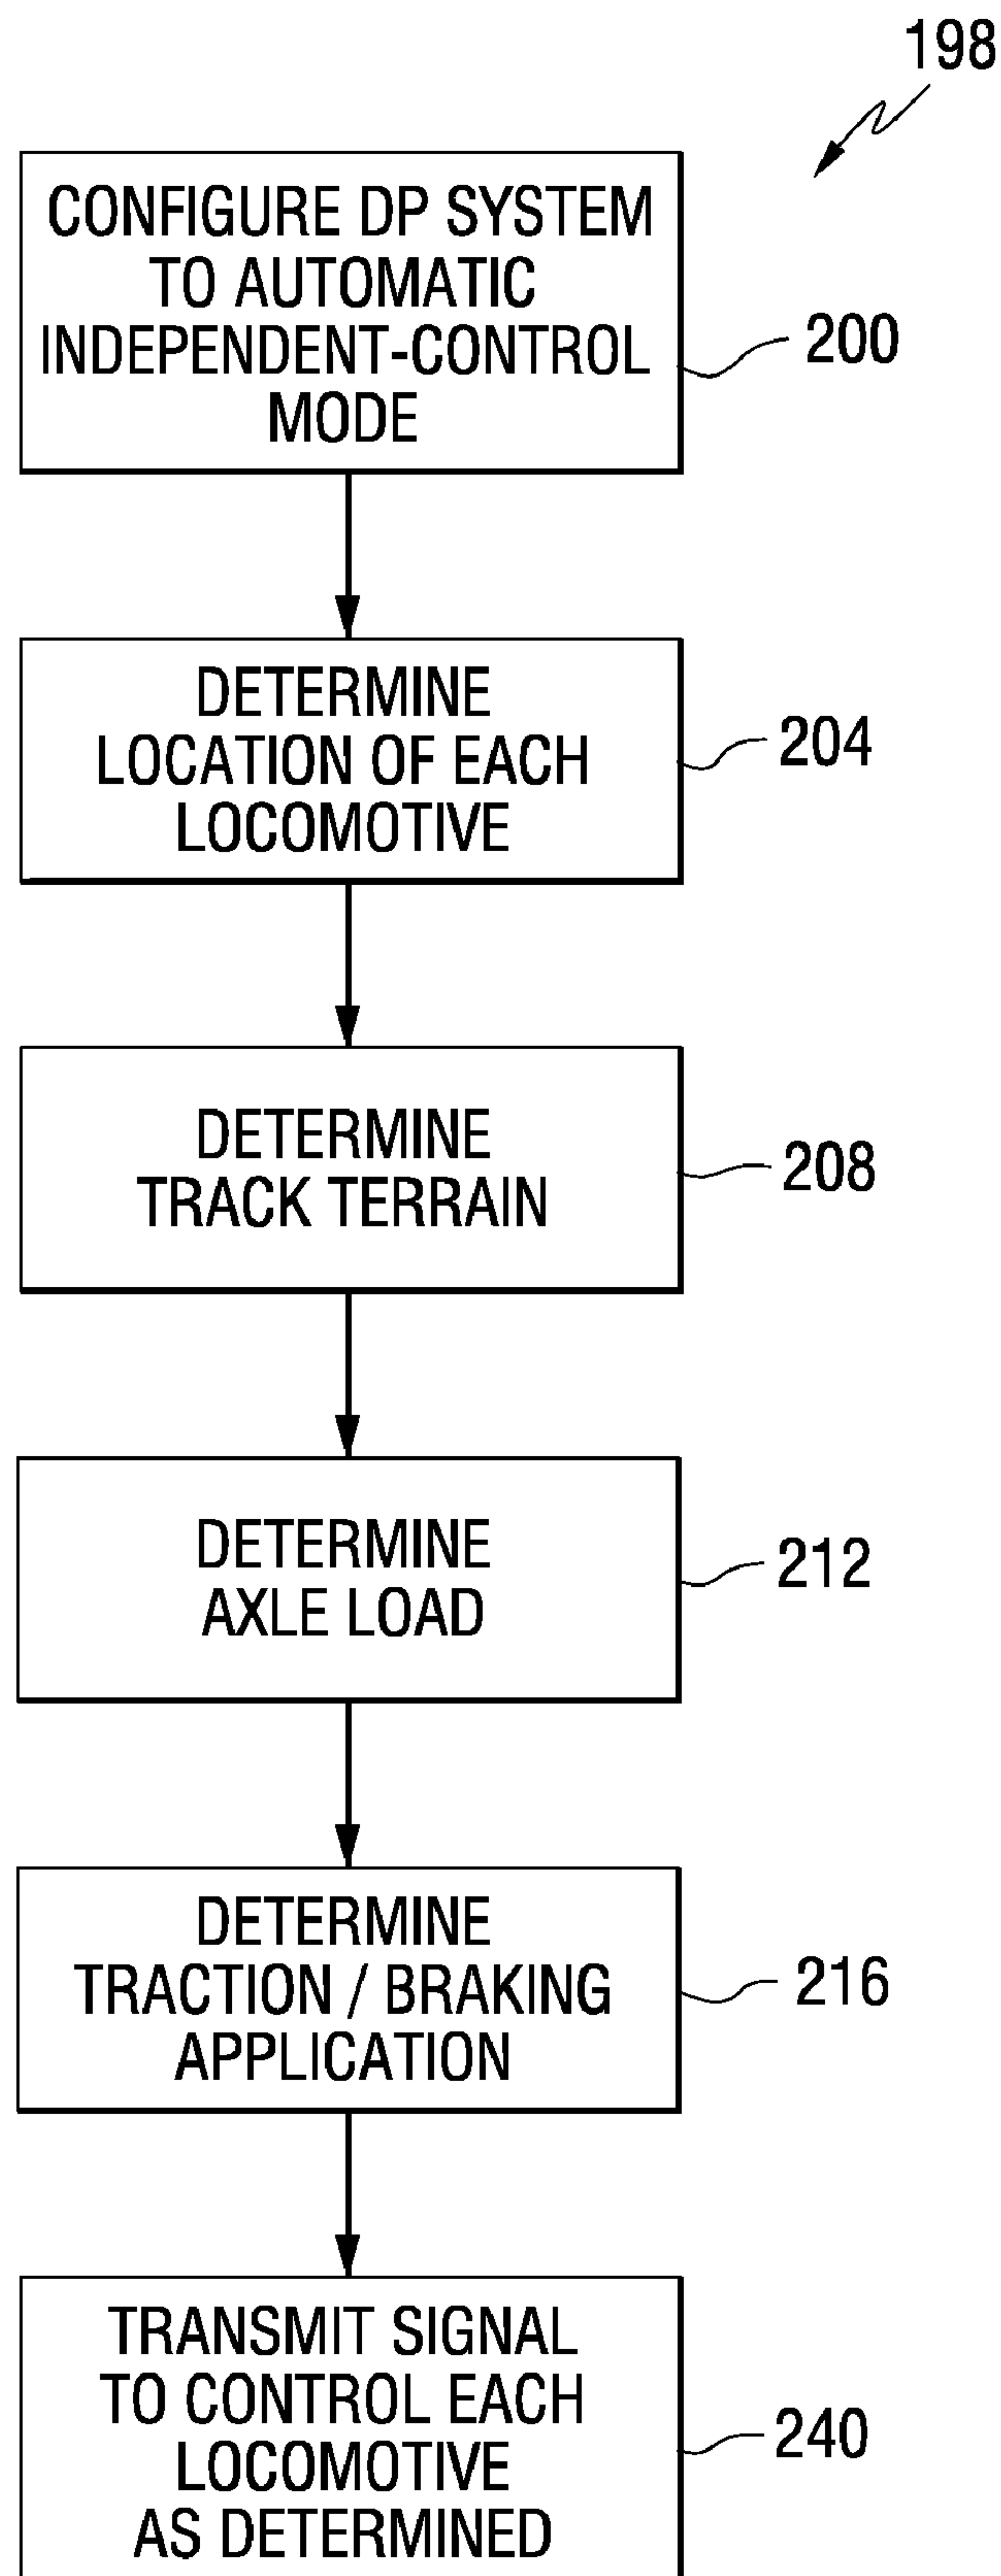 198
CONFIGURE DP SYSTEM
TO AUTOMATIC
INDEPENDENT-CONTROL
MODE
200
DETERMINE
LOCATION OF EACH
LOCOMOTIVE
204
DETERMINE
TRACK TERRAIN
208
DETERMINE
AXLE LOAD
212
DETERMINE
TRACTION / BRAKING
APPLICATION
216
TRANSMIT SIGNAL
TO CONTROL EACH
LOCOMOTIVE
AS DETERMINED
240